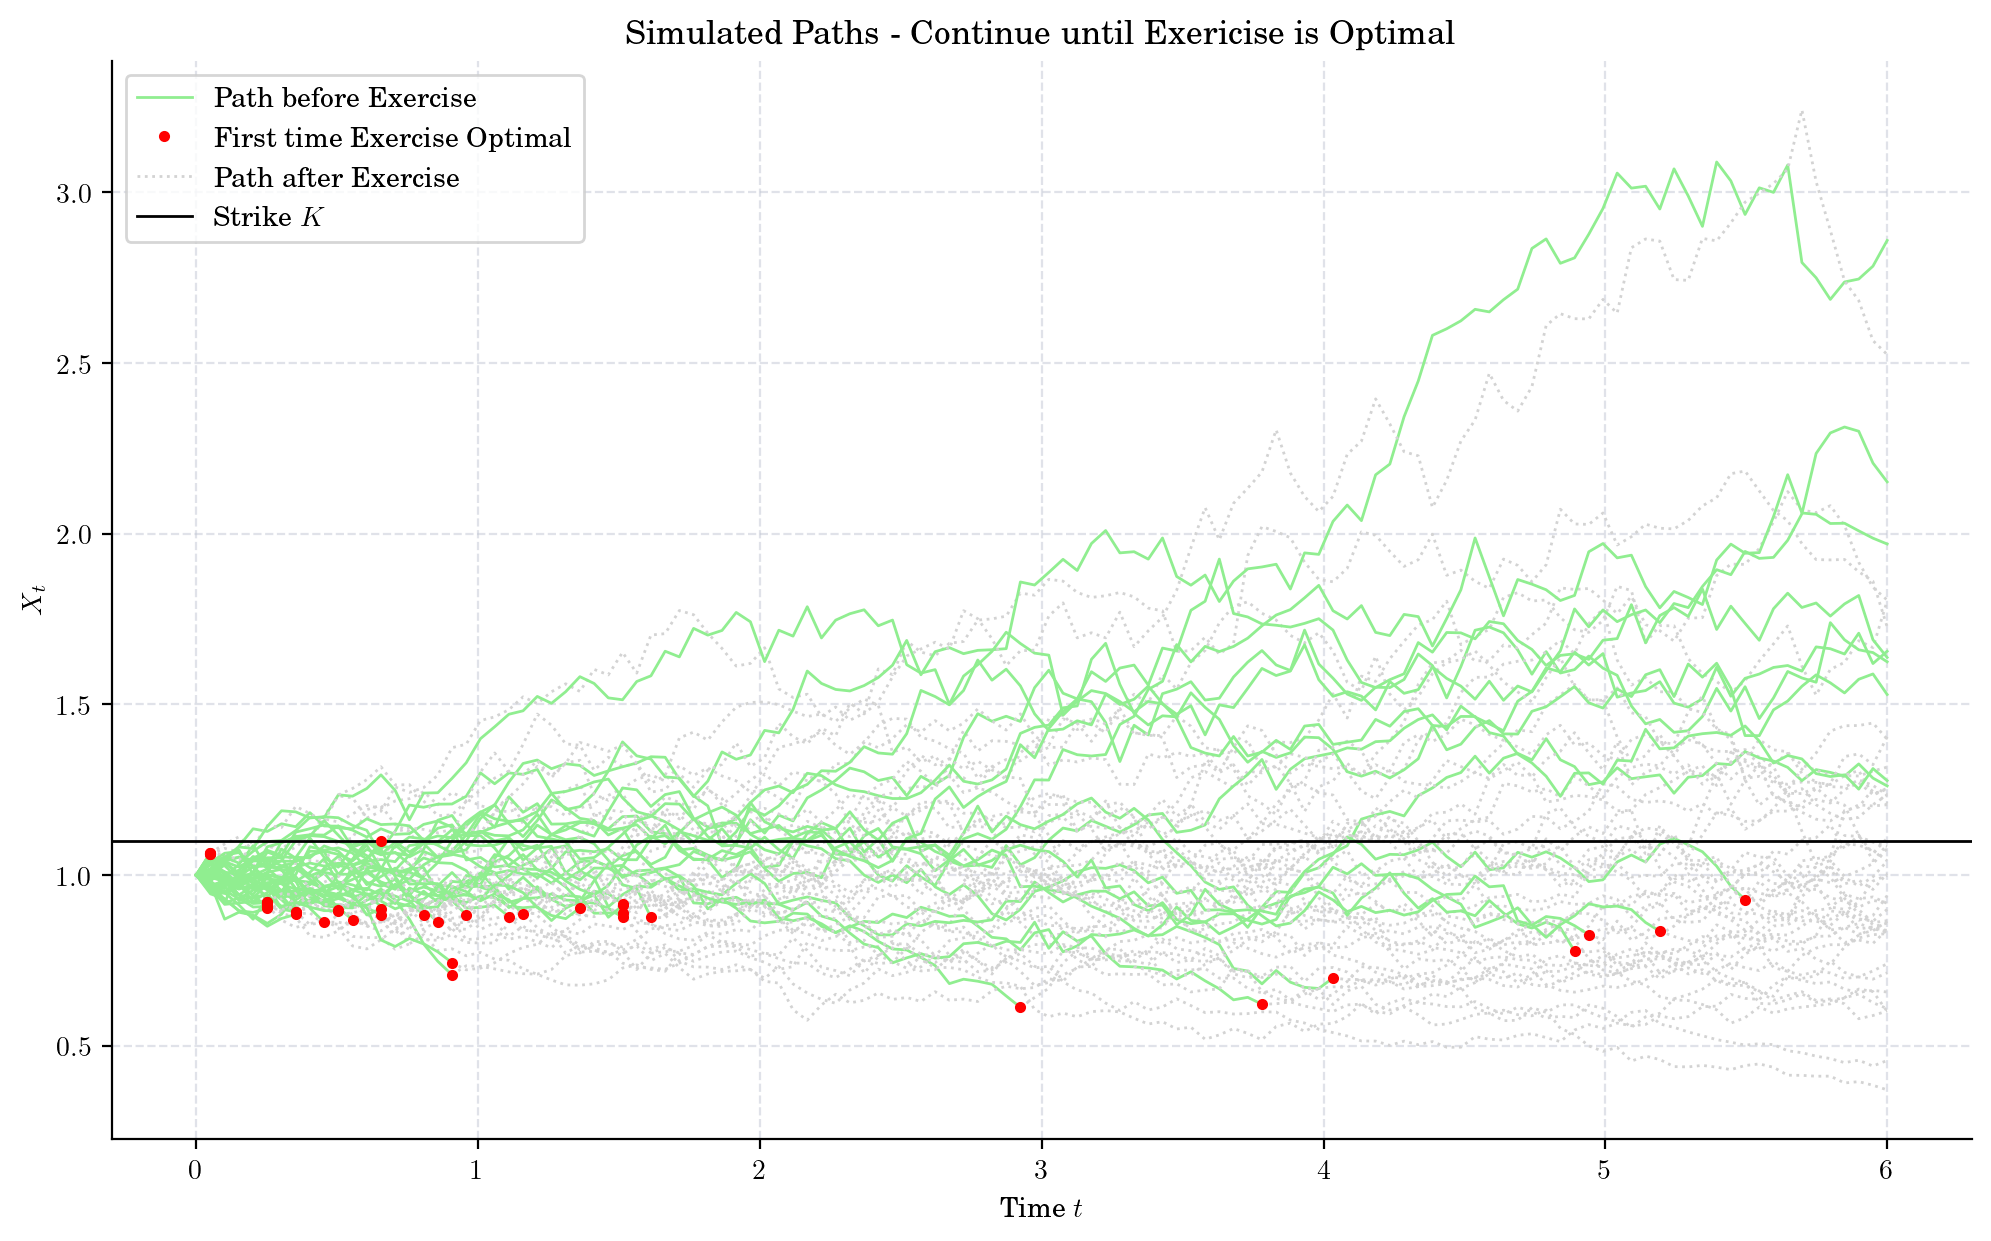 Simulated Paths - Continue until Exericise is Optimal
Path before Exercise
First time Exercise Optimal
Path after Exercise
Strike K
3.0
2.5
2.0
1.5
1.0
0.5
X_t
0 1 2 3 4 5 6
Time t